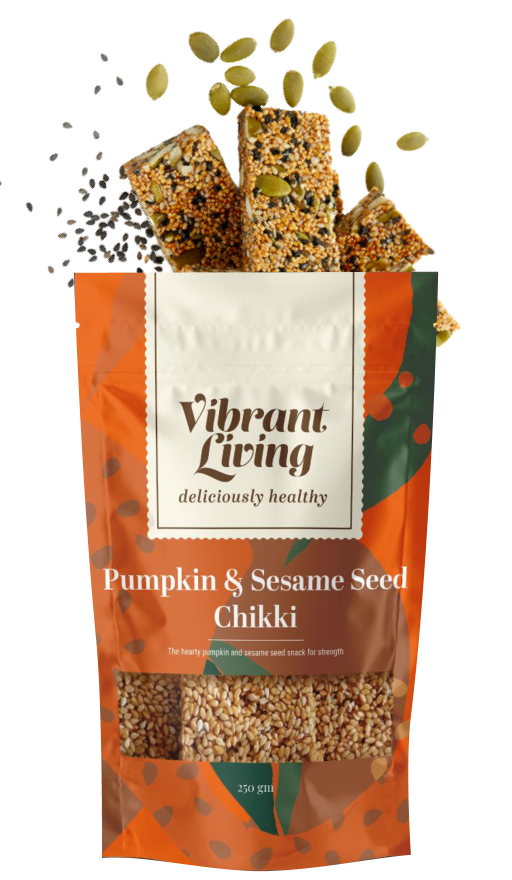 Vibrant
Living
deliciously healthy
Pumpkin & Sesame Seed
Chikki
The hearty pumpkin and sesame seed snack for strength
250 gm